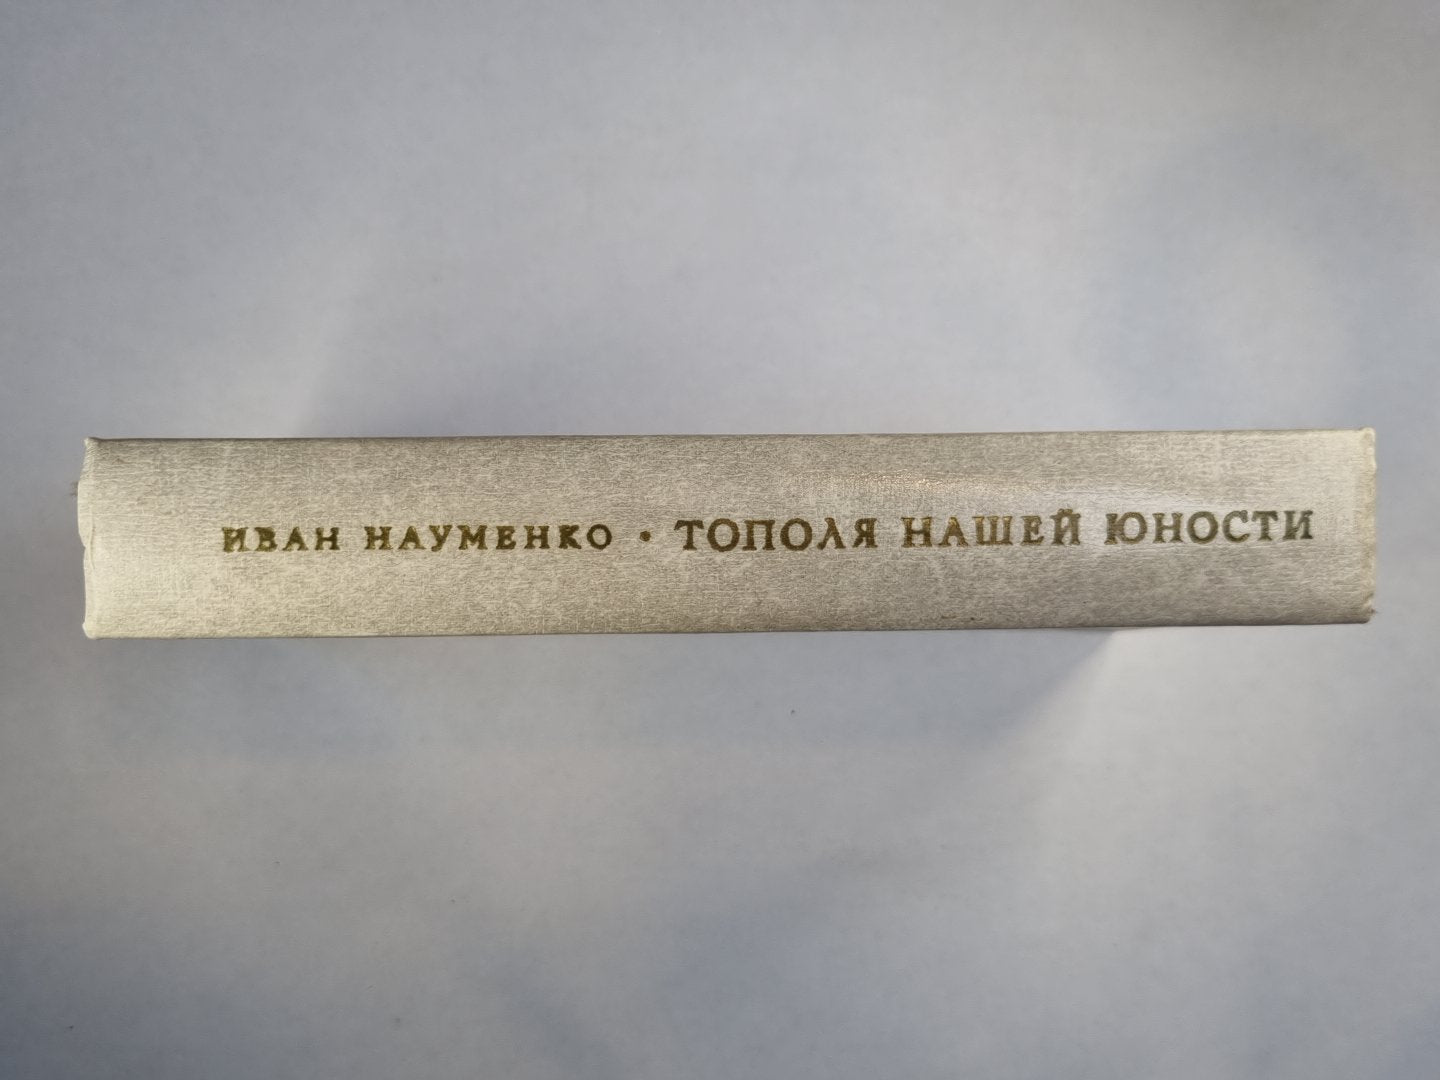 ИВАН НАУМЕНКО • ТОПОЛЯ НАШЕЙ ЮНОСТИ